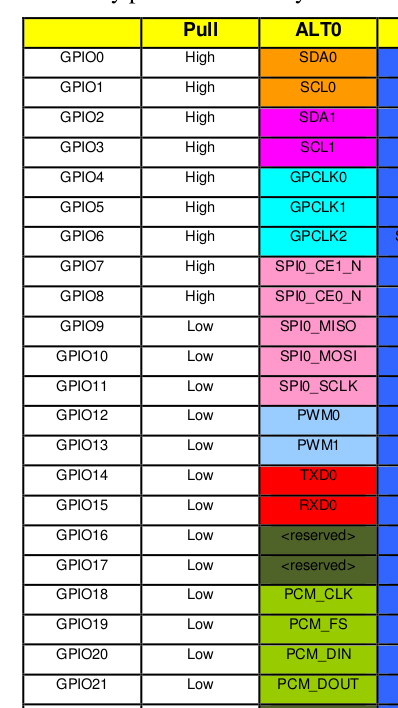 Pull ALT0
GPIO0 High SDA0
GPIO1 High SCL0
GPIO2 High SDA1
GPIO3 High SCL1
GPIO4 High GPCLK0
GPIO5 High GPCLK1
GPIO6 High GPCLK2
GPIO7 High SPI0_CE1_N
GPIO8 High SPI0_CE0_N
GPIO9 Low SPI0_MISO
GPIO10 Low SPI0_MOSI
GPIO11 Low SPI0_SCLK
GPIO12 Low PWM0
GPIO13 Low PWM1
GPIO14 Low TXD0
GPIO15 Low RXD0
GPIO16 Low <reserved>
GPIO17 Low <reserved>
GPIO18 Low PCM_CLK
GPIO19 Low PCM_FS
GPIO20 Low PCM_DIN
GPIO21 Low PCM_DOUT